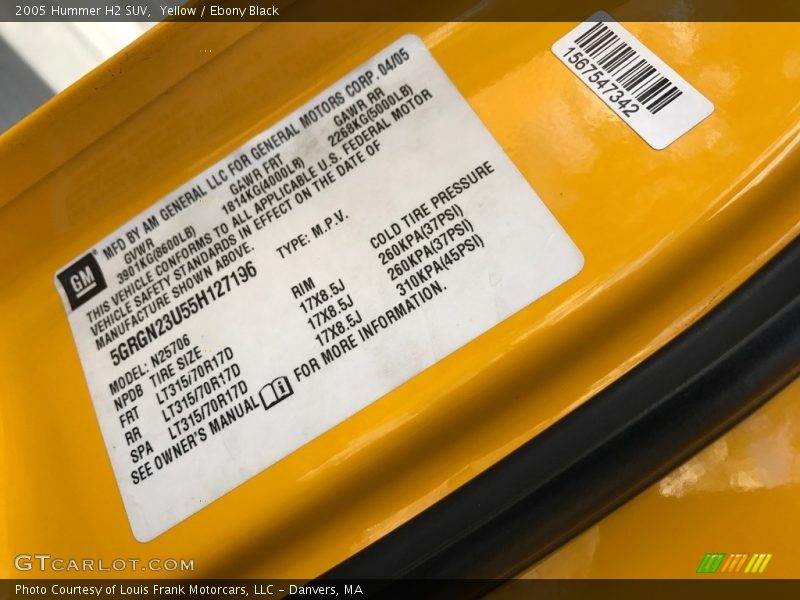 2005 Hummer H2 SUV,  Yellow / Ebony Black
1567547342
GM
MFD BY AM GENERAL LLC FOR GENERAL MOTORS CORP. 04/05
GVWR GAWR FRT GAWR RR
3901KG(8600LB) 1814KG(4000LB) 2268KG(5000LB)
THIS VEHICLE CONFORMS TO ALL APPLICABLE U.S. FEDERAL MOTOR
VEHICLE SAFETY STANDARDS IN EFFECT ON THE DATE OF
MANUFACTURE SHOWN ABOVE.
5GRGN23U55H127196 TYPE: M.P.V.
MODEL: N25706
NPDB TIRE SIZE RIM COLD TIRE PRESSURE
FRT LT315/70R17D 17X8.5J 260KPA(37PSI)
RR LT315/70R17D 17X8.5J 260KPA(37PSI)
SPA LT315/70R17D 17X8.5J 310KPA(45PSI)
SEE OWNER'S MANUAL FOR MORE INFORMATION.
GTCARLOT.COM
Photo Courtesy of Louis Frank Motorcars, LLC – Danvers, MA